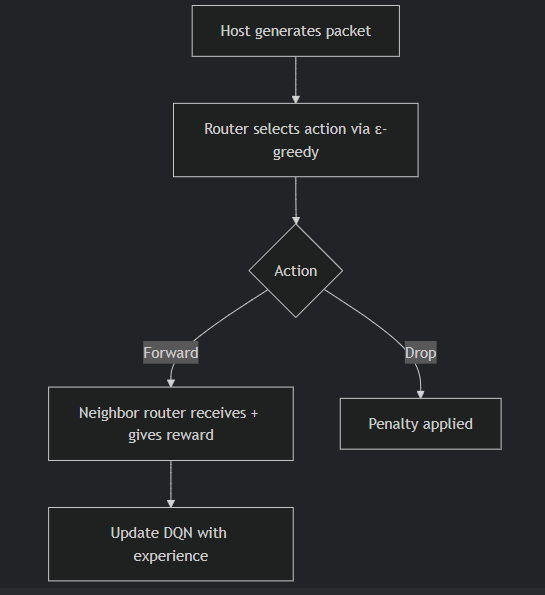 Host generates packet
Router selects action via ε-
greedy
Action
Forward
Drop
Neighbor router receives +
gives reward
Penalty applied
Update DQN with
experience